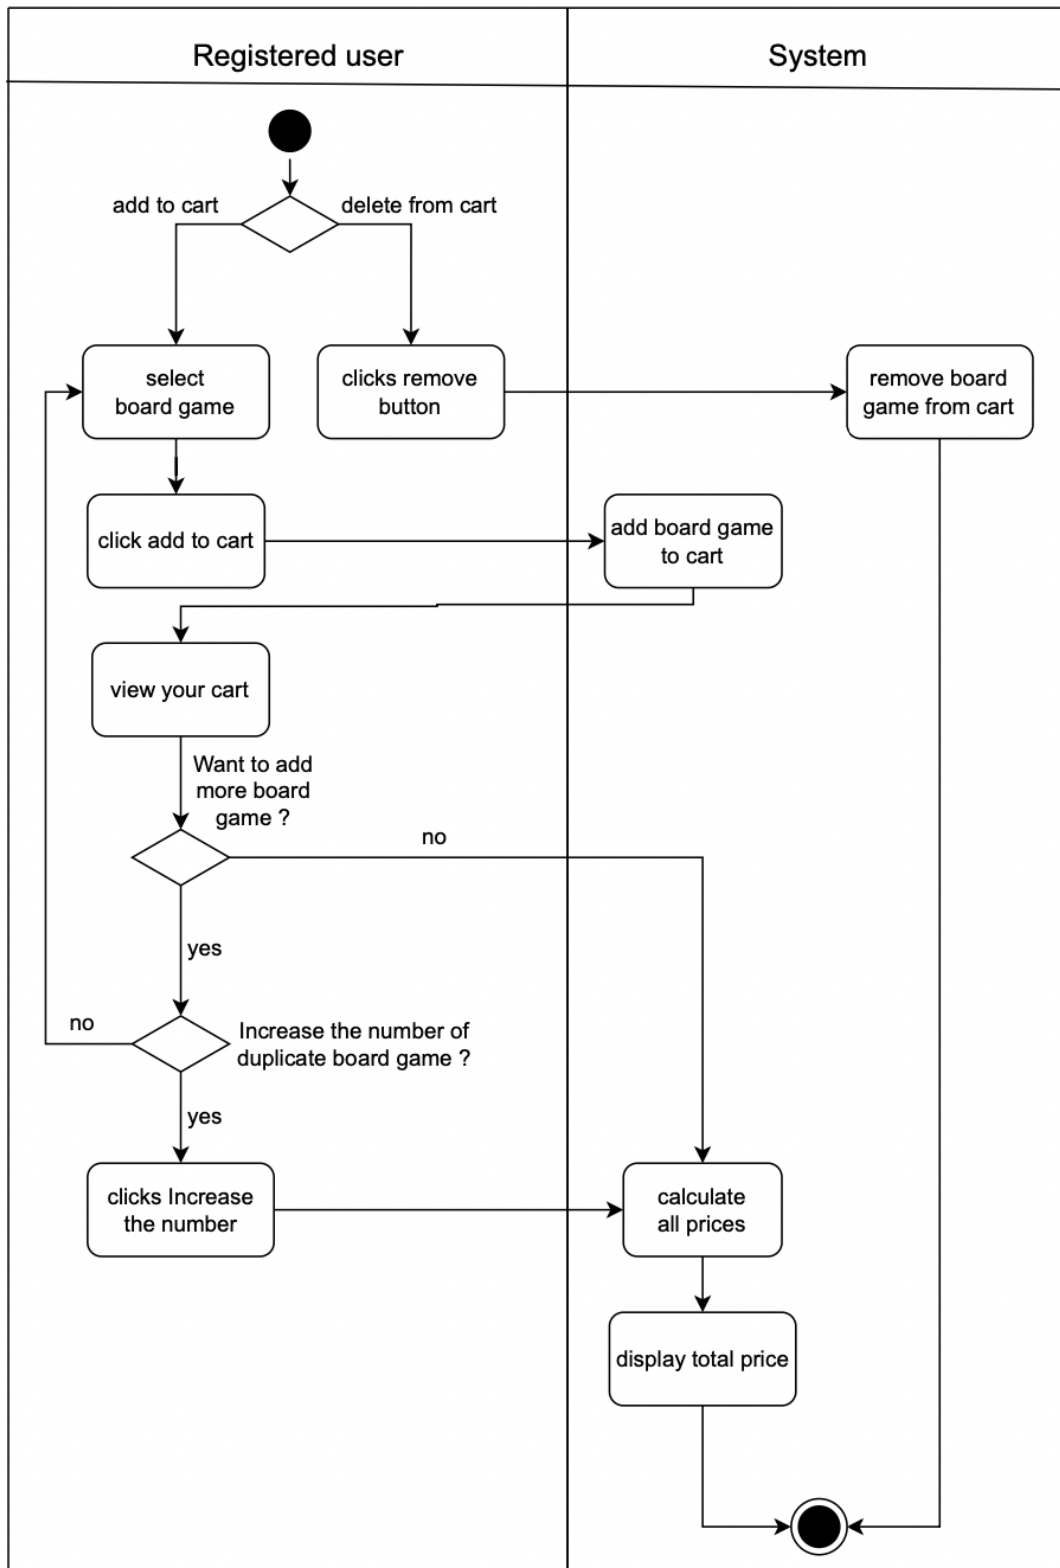 Registered user
System
add to cart
delete from cart
select
board game
clicks remove
button
remove board
game from cart
click add to cart
add board game
to cart
view your cart
Want to add
more board
game ?
no
yes
no
Increase the number of
duplicate board game ?
yes
clicks Increase
the number
calculate
all prices
display total price